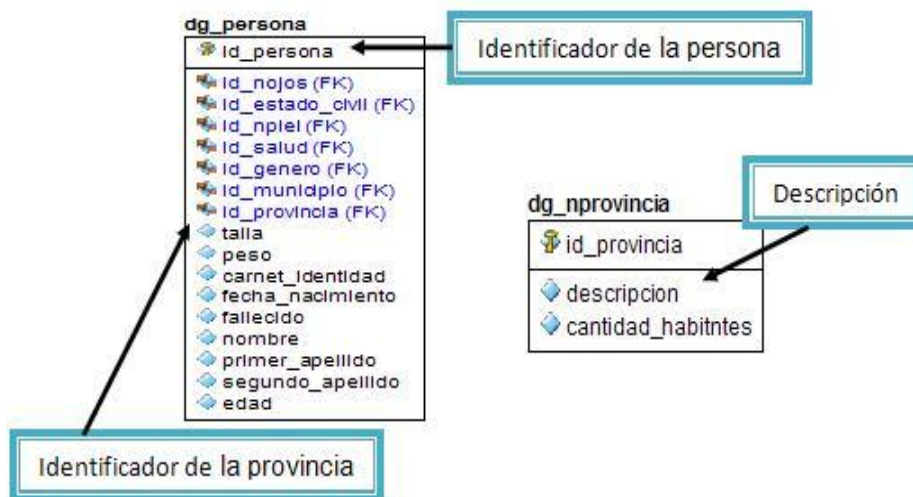 dg_persona
id_persona
id_nojos (FK)
id_estado_civil (FK)
id_npiel (FK)
id_salud (FK)
id_genero (FK)
id_municipio (FK)
id_provincia (FK)
talla
peso
carnet_identidad
fecha_nacimiento
fallecido
nombre
primer_apellido
segundo_apellido
edad
Identificador de la persona
Descripción
dg_nprovincia
id_provincia
descripcion
cantidad_habitntes
Identificador de la provincia